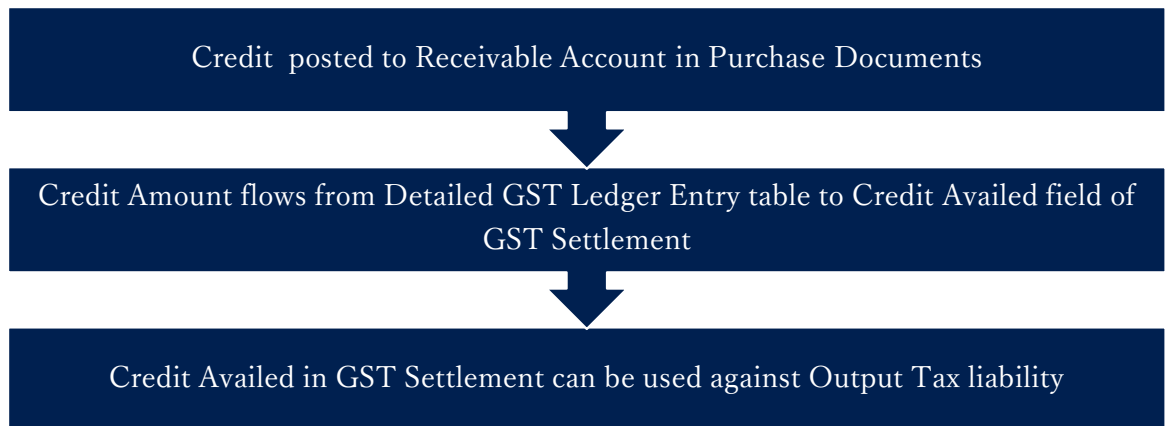 Credit  posted to Receivable Account in Purchase Documents
Credit Amount flows from Detailed GST Ledger Entry table to Credit Availed field of
GST Settlement
Credit Availed in GST Settlement can be used against Output Tax liability